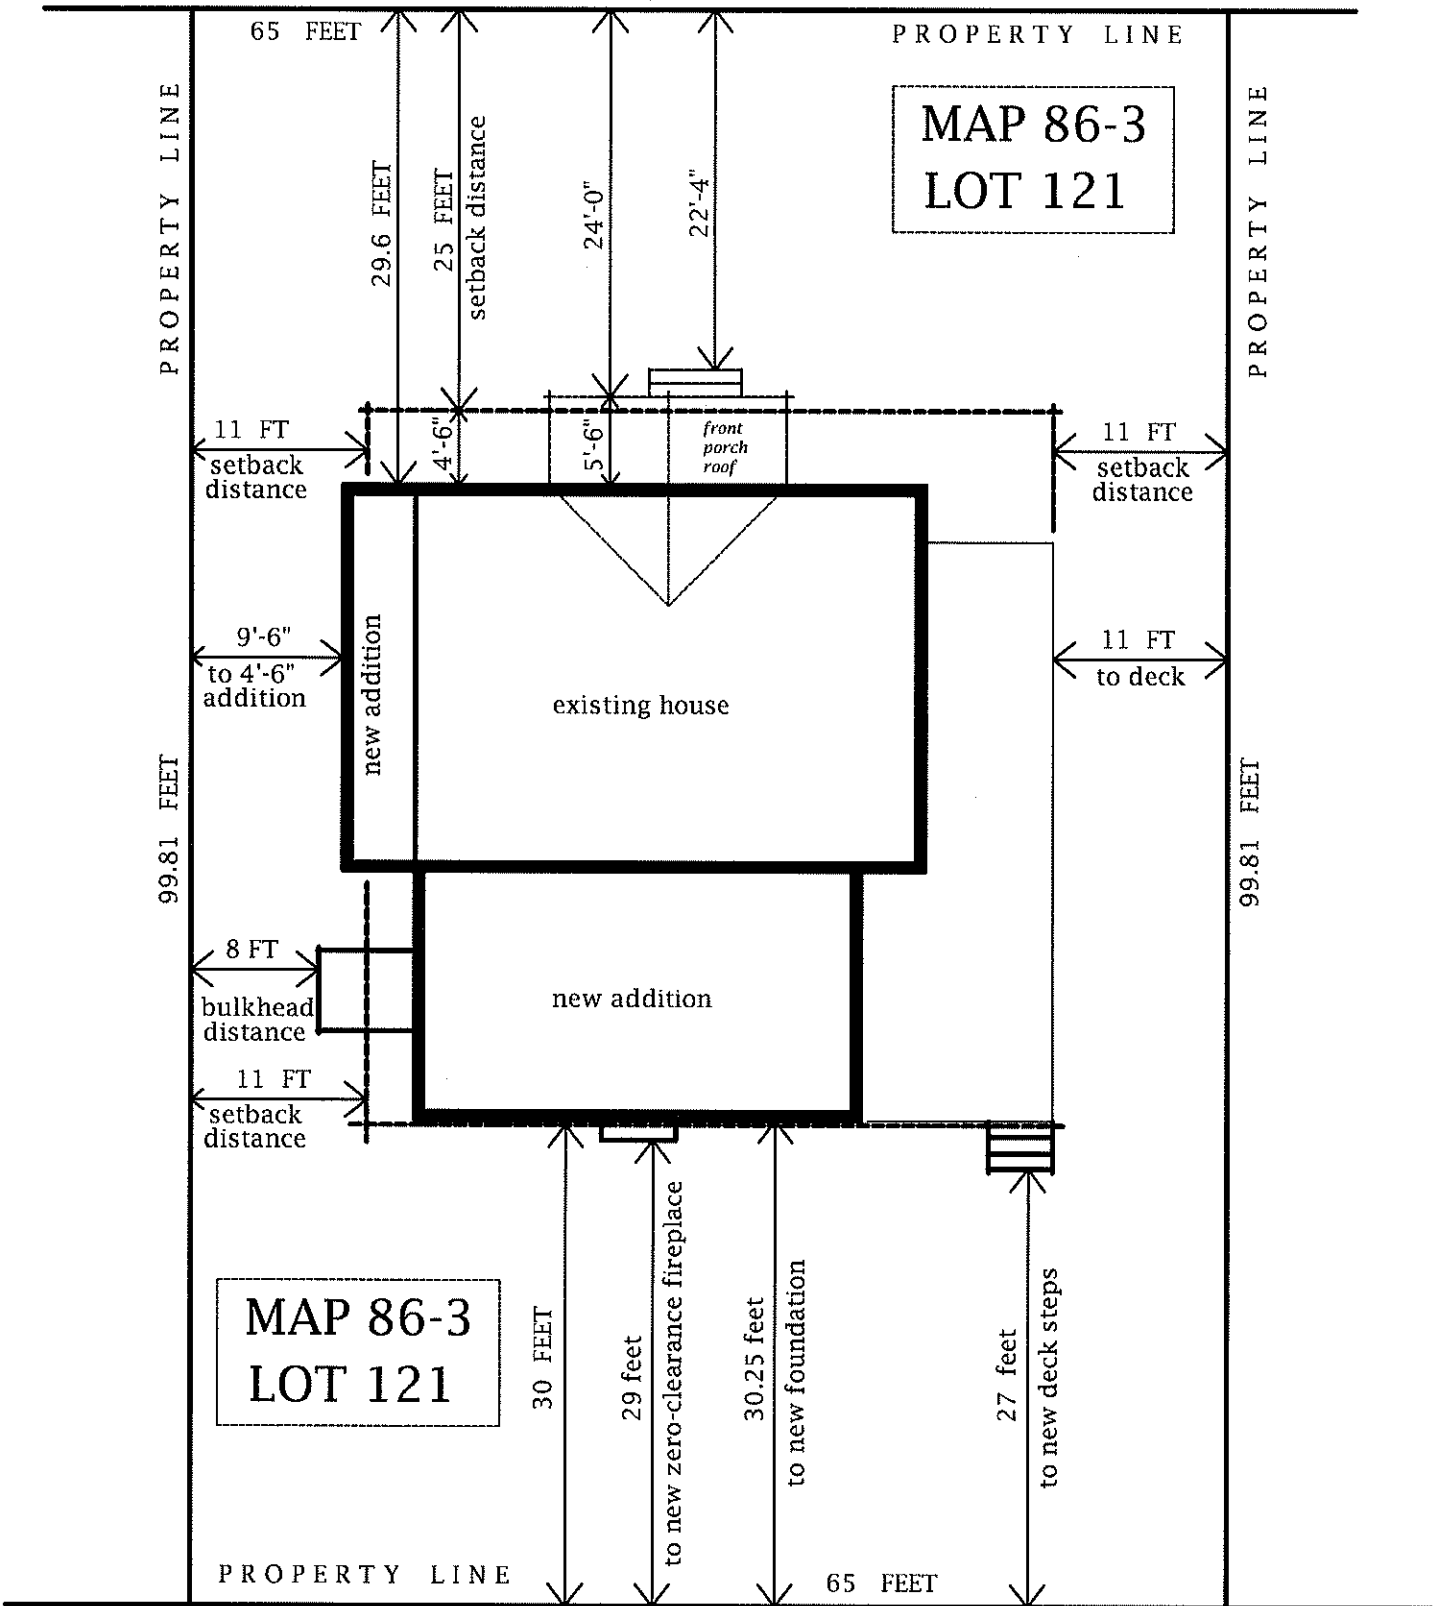 65 FEET
PROPERTY LINE
PROPERTY LINE
PROPERTY LINE
MAP 86-3
LOT 121
29.6 FEET
25 FEET
setback distance
24'-0"
22'-4"
11 FT
setback
distance
4'-6"
5'-6"
front
porch
roof
11 FT
setback
distance
9'-6"
to 4'-6"
addition
new addition
existing house
11 FT
to deck
99.81 FEET
99.81 FEET
8 FT
bulkhead
distance
new addition
11 FT
setback
distance
MAP 86-3
LOT 121
30 FEET
29 feet
to new zero-clearance fireplace
30.25 feet
to new foundation
27 feet
to new deck steps
PROPERTY LINE
65 FEET